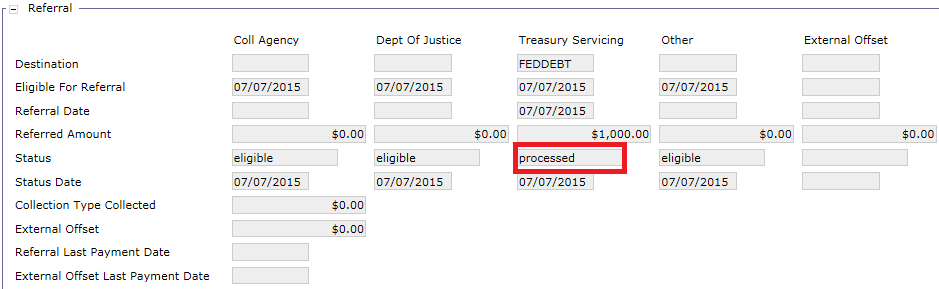 Referral
Coll Agency Dept Of Justice Treasury Servicing Other External Offset
Destination FEDDEBT
Eligible For Referral 07/07/2015 07/07/2015 07/07/2015 07/07/2015
Referral Date 07/07/2015
Referred Amount $0.00 $0.00 $1,000.00 $0.00 $0.00
Status eligible eligible processed eligible
Status Date 07/07/2015 07/07/2015 07/07/2015 07/07/2015
Collection Type Collected $0.00
External Offset $0.00
Referral Last Payment Date
External Offset Last Payment Date